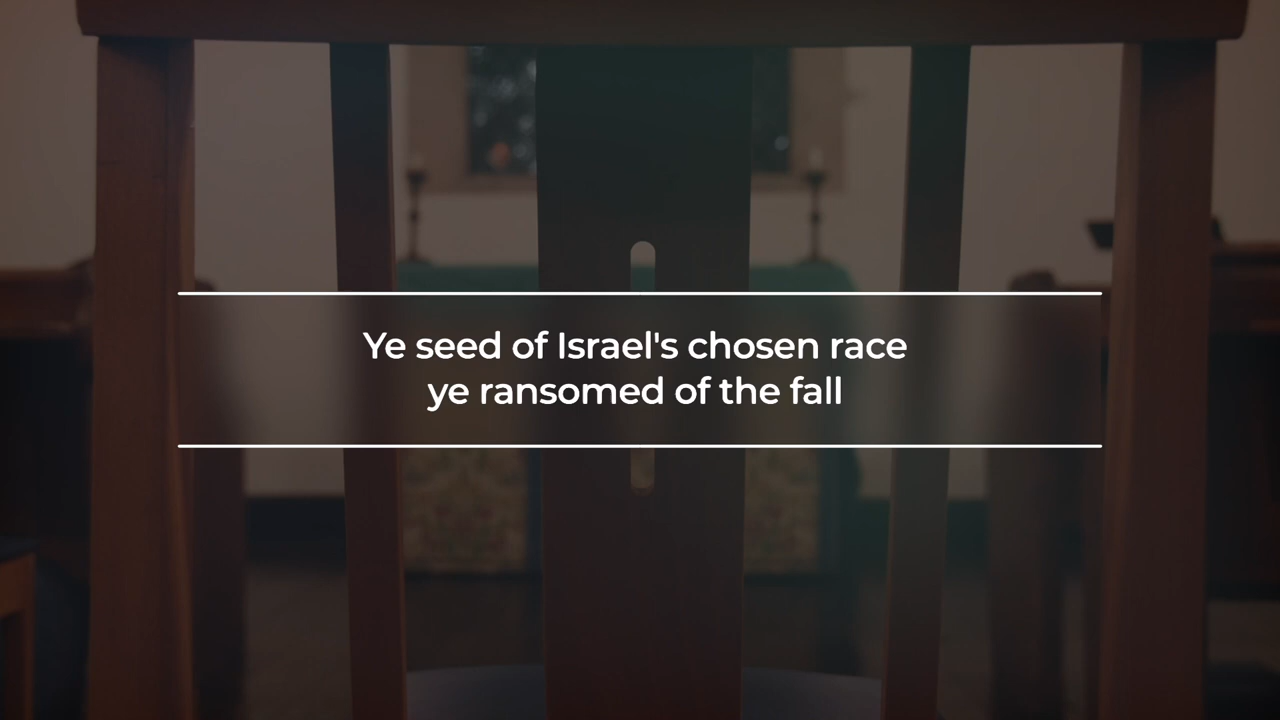 Ye seed of Israel's chosen race
ye ransomed of the fall